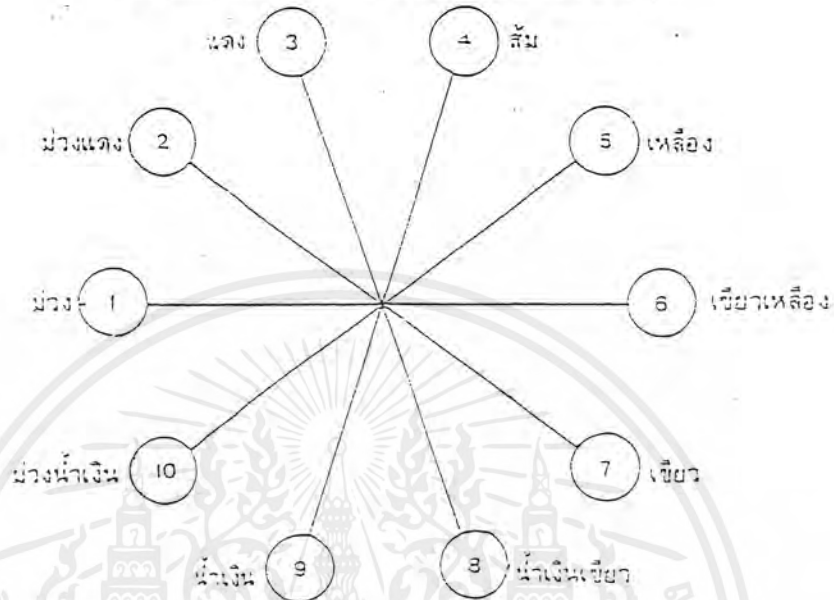 แดง 3
4 ส้ม
ม่วงแดง 2
5 เหลือง
ม่วง 1
6 เขียวเหลือง
ม่วงน้ำเงิน 10
7 เขียว
น้ำเงิน 9
8 น้ำเงินเขียว